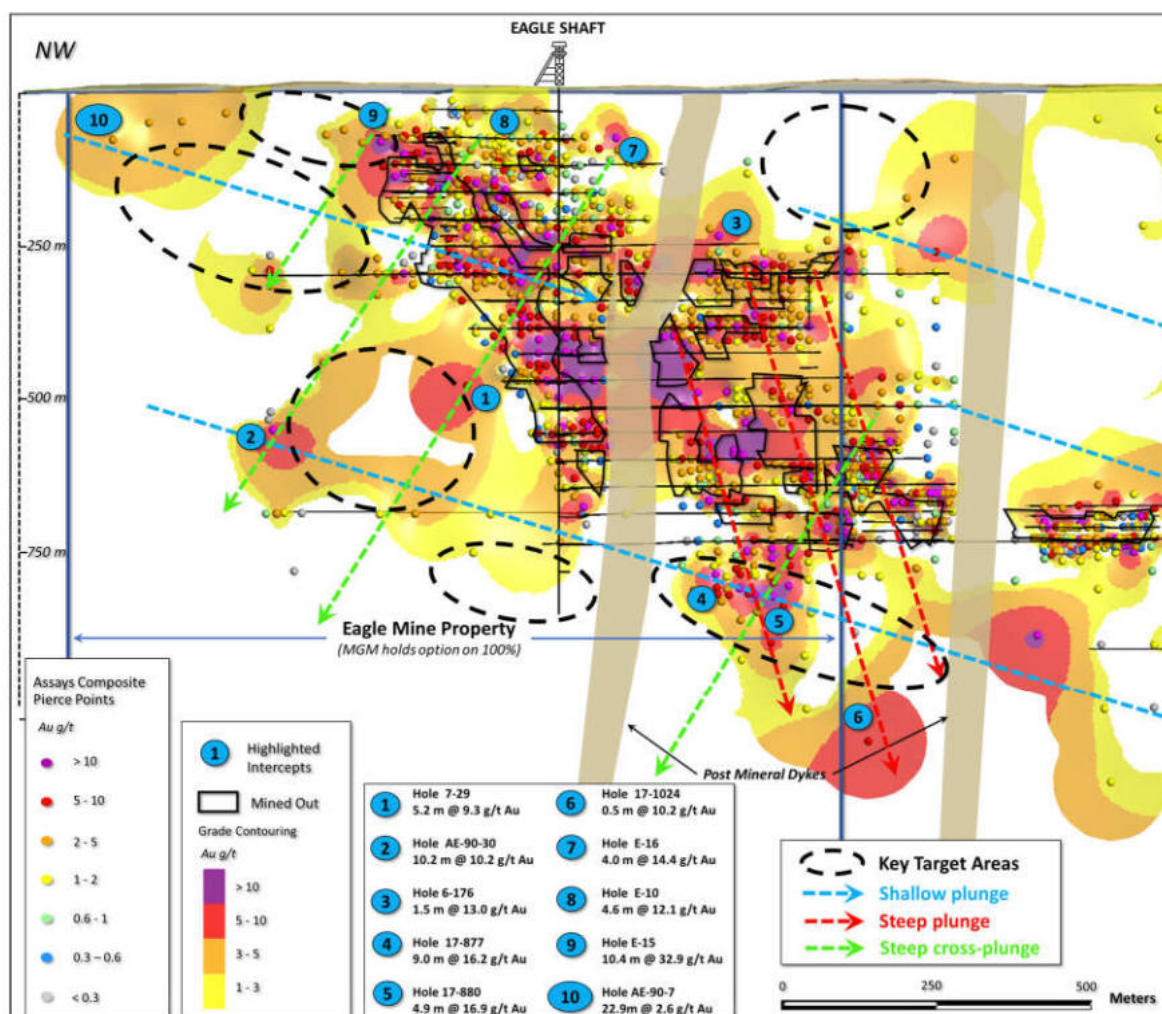 EAGLE SHAFT
NW
10
9
8
7
3
250 m
500 m
1
2
750 m
4
5
Eagle Mine Property
(MGM holds option on 100%)
6
Post Mineral Dykes
Assays Composite
Pierce Points
Au g/t
> 10
5 - 10
2 - 5
1 - 2
0.6 - 1
0.3 – 0.6
< 0.3
1 Highlighted
Intercepts
Mined Out
Grade Contouring
Au g/t
> 10
5 - 10
3 - 5
1 - 3
1 Hole 7-29
5.2 m @ 9.3 g/t Au
2 Hole AE-90-30
10.2 m @ 10.2 g/t Au
3 Hole 6-176
1.5 m @ 13.0 g/t Au
4 Hole 17-877
9.0 m @ 16.2 g/t Au
5 Hole 17-880
4.9 m @ 16.9 g/t Au
6 Hole 17-1024
0.5 m @ 10.2 g/t Au
7 Hole E-16
4.0 m @ 14.4 g/t Au
8 Hole E-10
4.6 m @ 12.1 g/t Au
9 Hole E-15
10.4 m @ 32.9 g/t Au
10 Hole AE-90-7
22.9m @ 2.6 g/t Au
Key Target Areas
Shallow plunge
Steep plunge
Steep cross-plunge
0 250 500 Meters